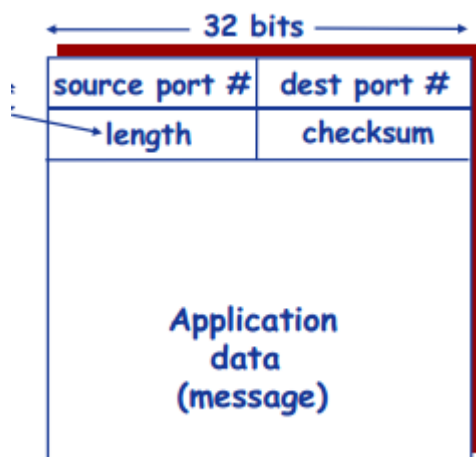 32 bits
source port # dest port #
length checksum
Application
data
(message)